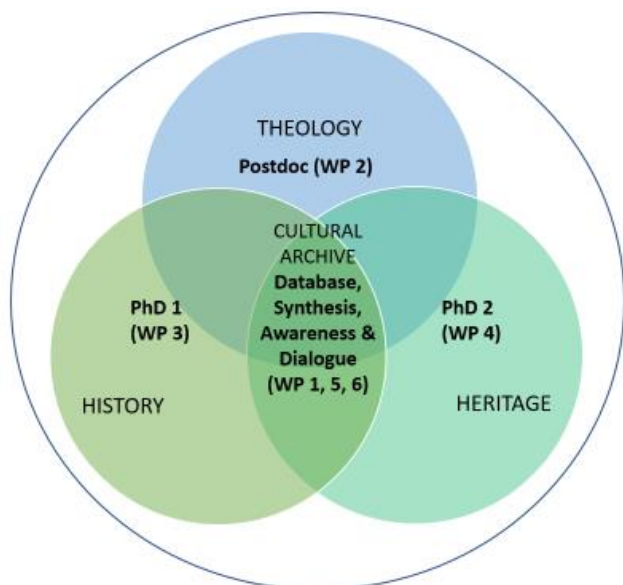 THEOLOGY
Postdoc (WP 2)
CULTURAL
ARCHIVE
Database,
Synthesis,
Awareness &
Dialogue
(WP 1, 5, 6)
PhD 1
(WP 3)
HISTORY
PhD 2
(WP 4)
HERITAGE